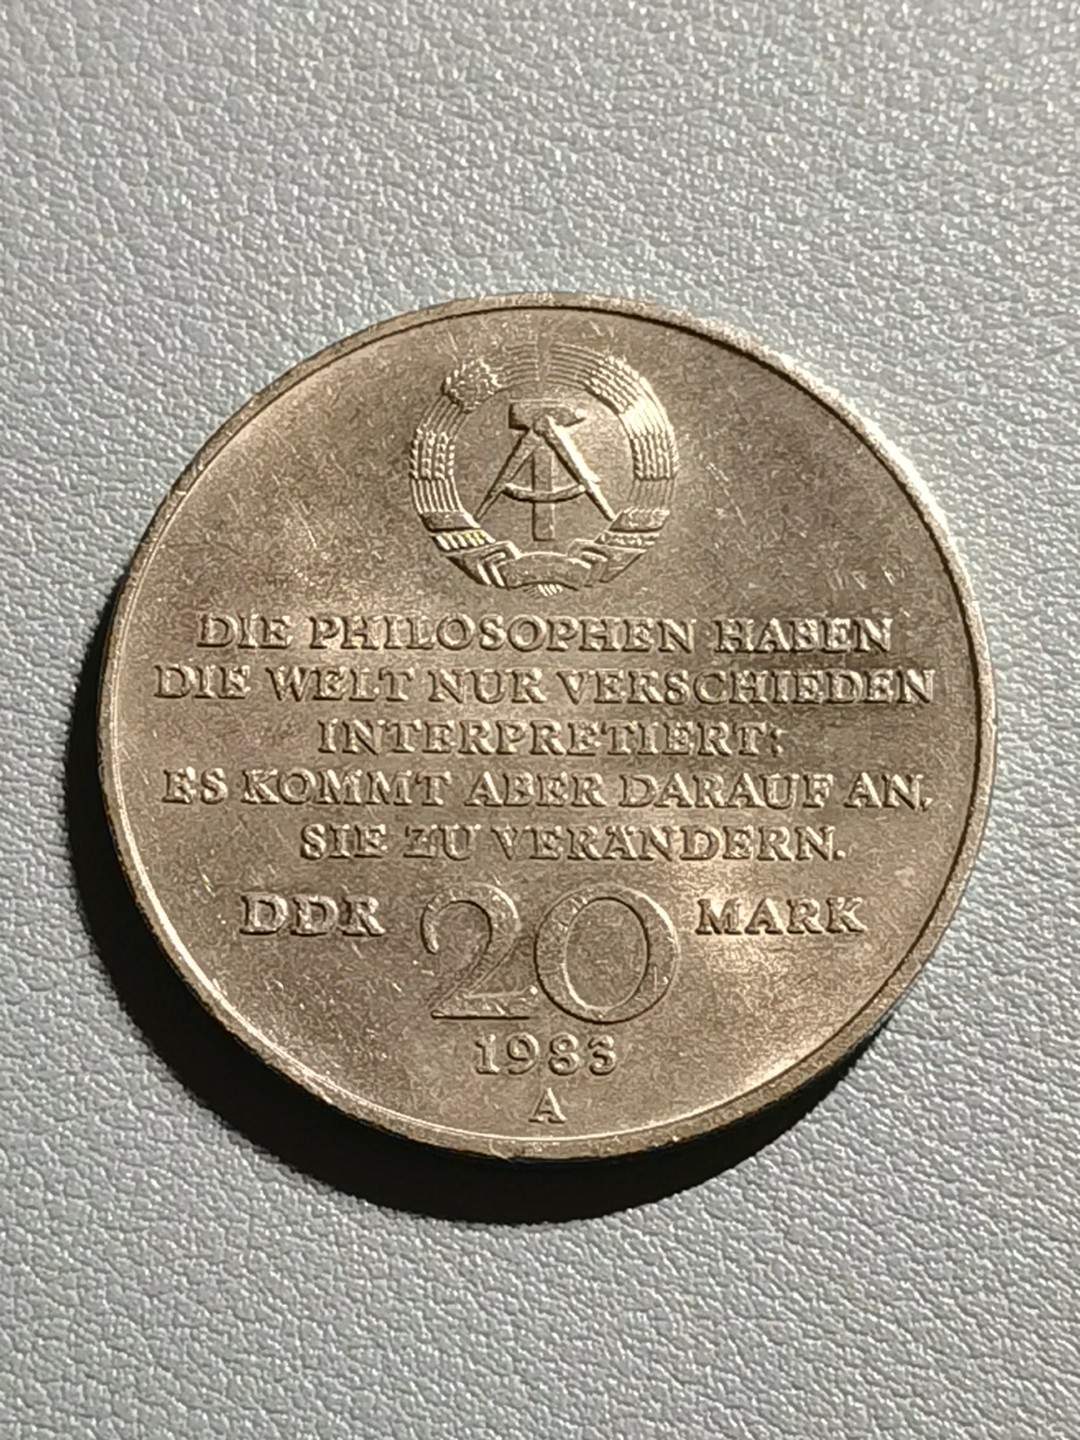 DIE PHILOSOPHEN HABEN
DIE WELT NUR VERSCHIEDEN
INTERPRETIERT;
ES KOMMT ABER DARAUF AN,
SIE ZU VERÄNDERN.
DDR 20 MARK
1983
A